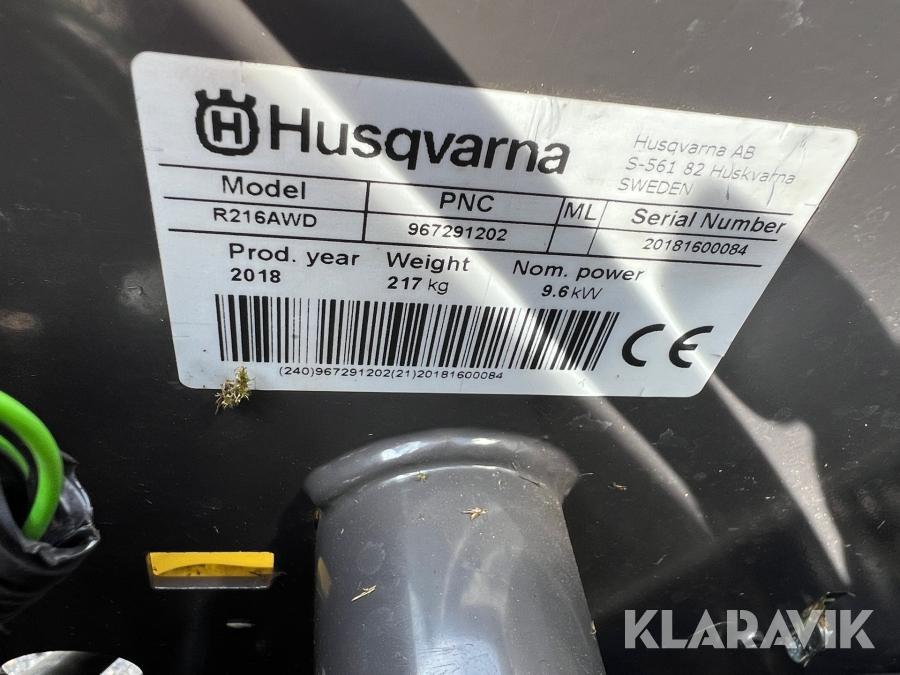 H Husqvarna
Husqvarna AB
S-561 82 Huskvarna
SWEDEN
Model PNC ML Serial Number
R216AWD 967291202 20181600084
Prod. year Weight Nom. power
2018 217 kg 9.6 kW
CE
(240)967291202(21)20181600084
KLARAVIK